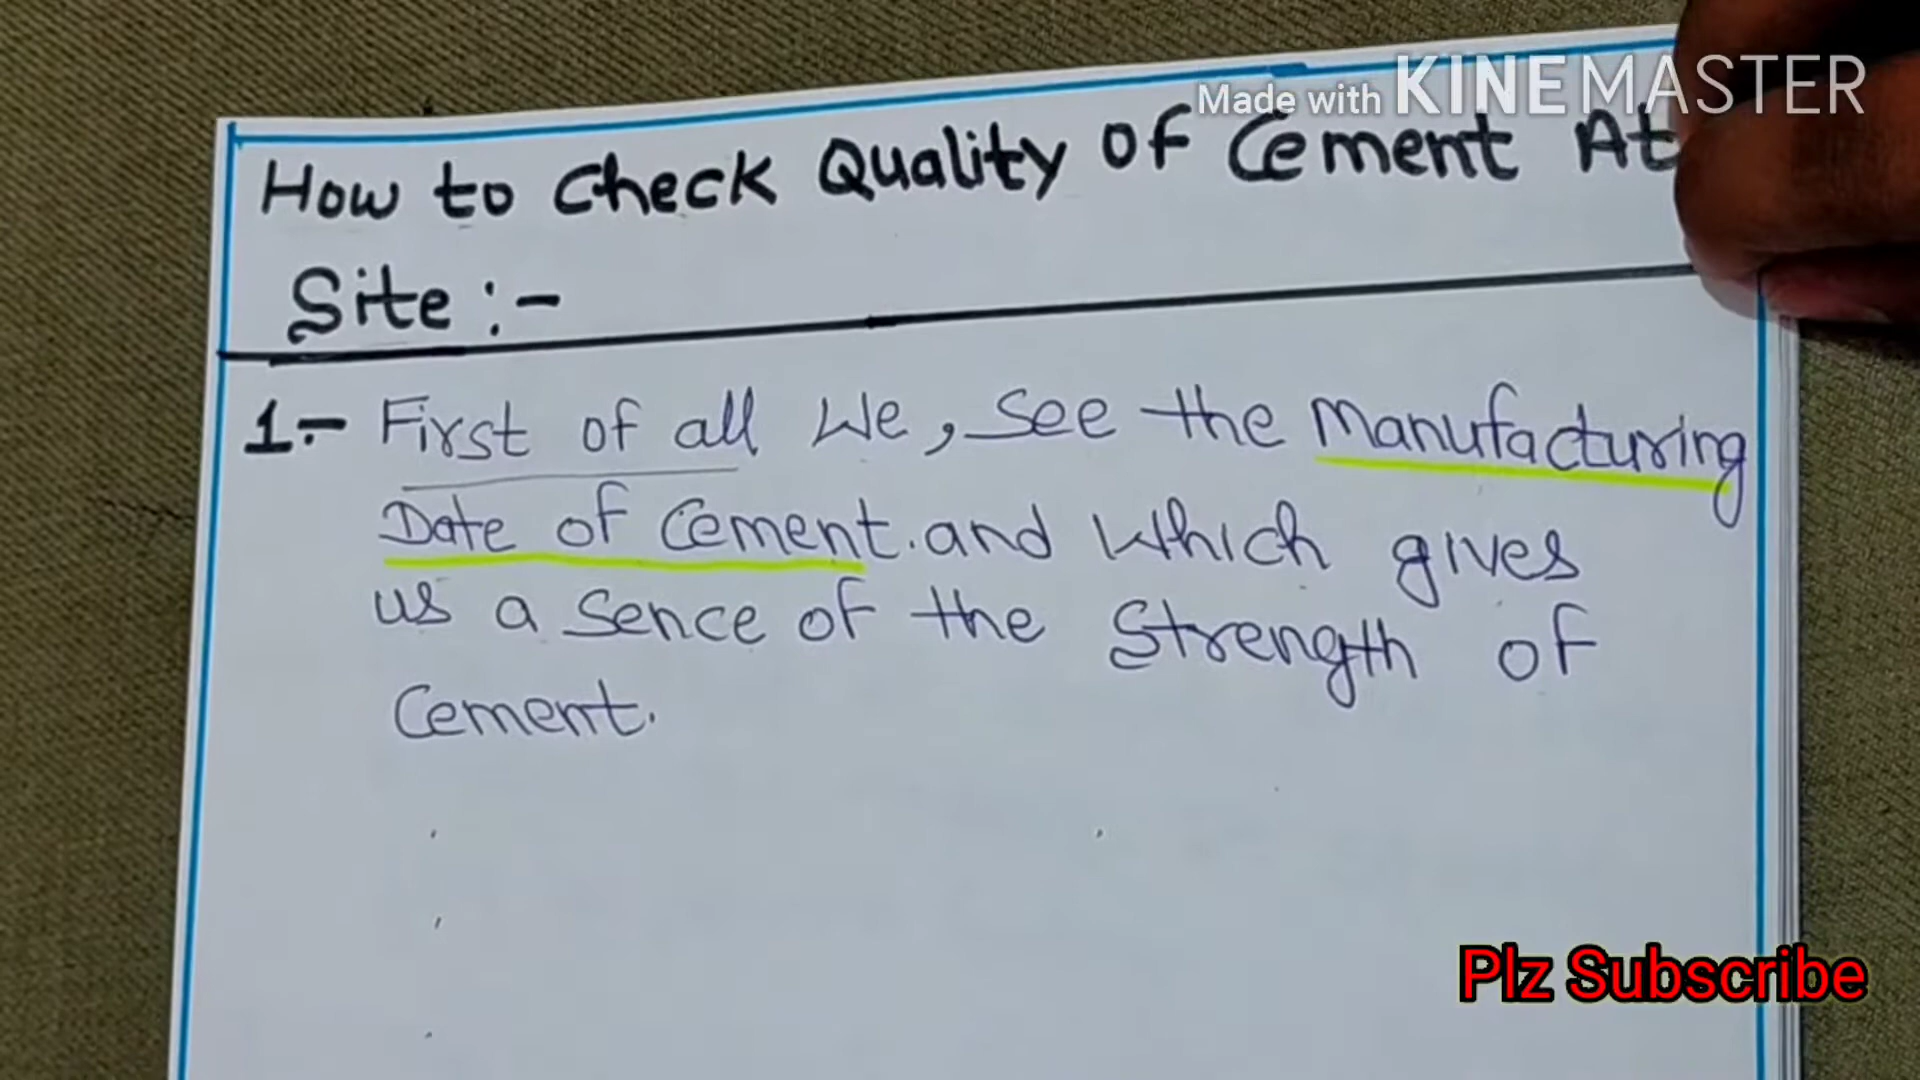 Made with KINEMASTER
How to Check Quality Of Cement At
Site :-
1:- First of all We, See the Manufacturing
Date of Cement. and Which gives
us a Sence of the Strength of
Cement.
Plz Subscribe